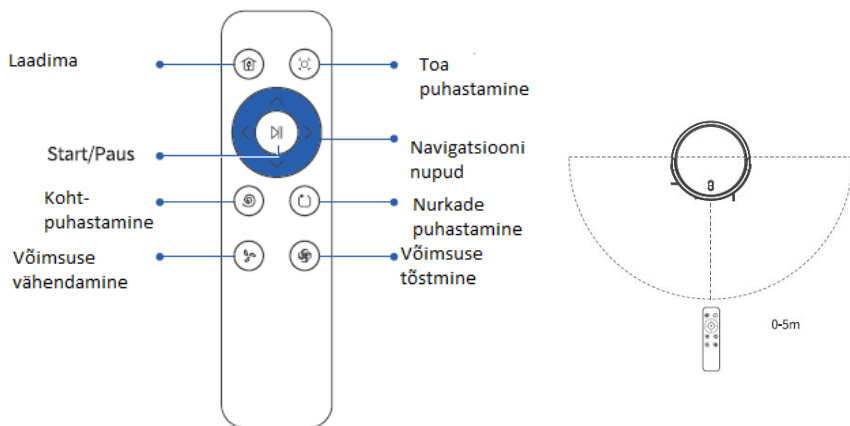 Laadima
Toa
puhastamine
Start/Paus
Navigatsiooni
nupud
Koht-
puhastamine
Nurkade
puhastamine
Võimsuse
vähendamine
Võimsuse
tõstmine
0-5m